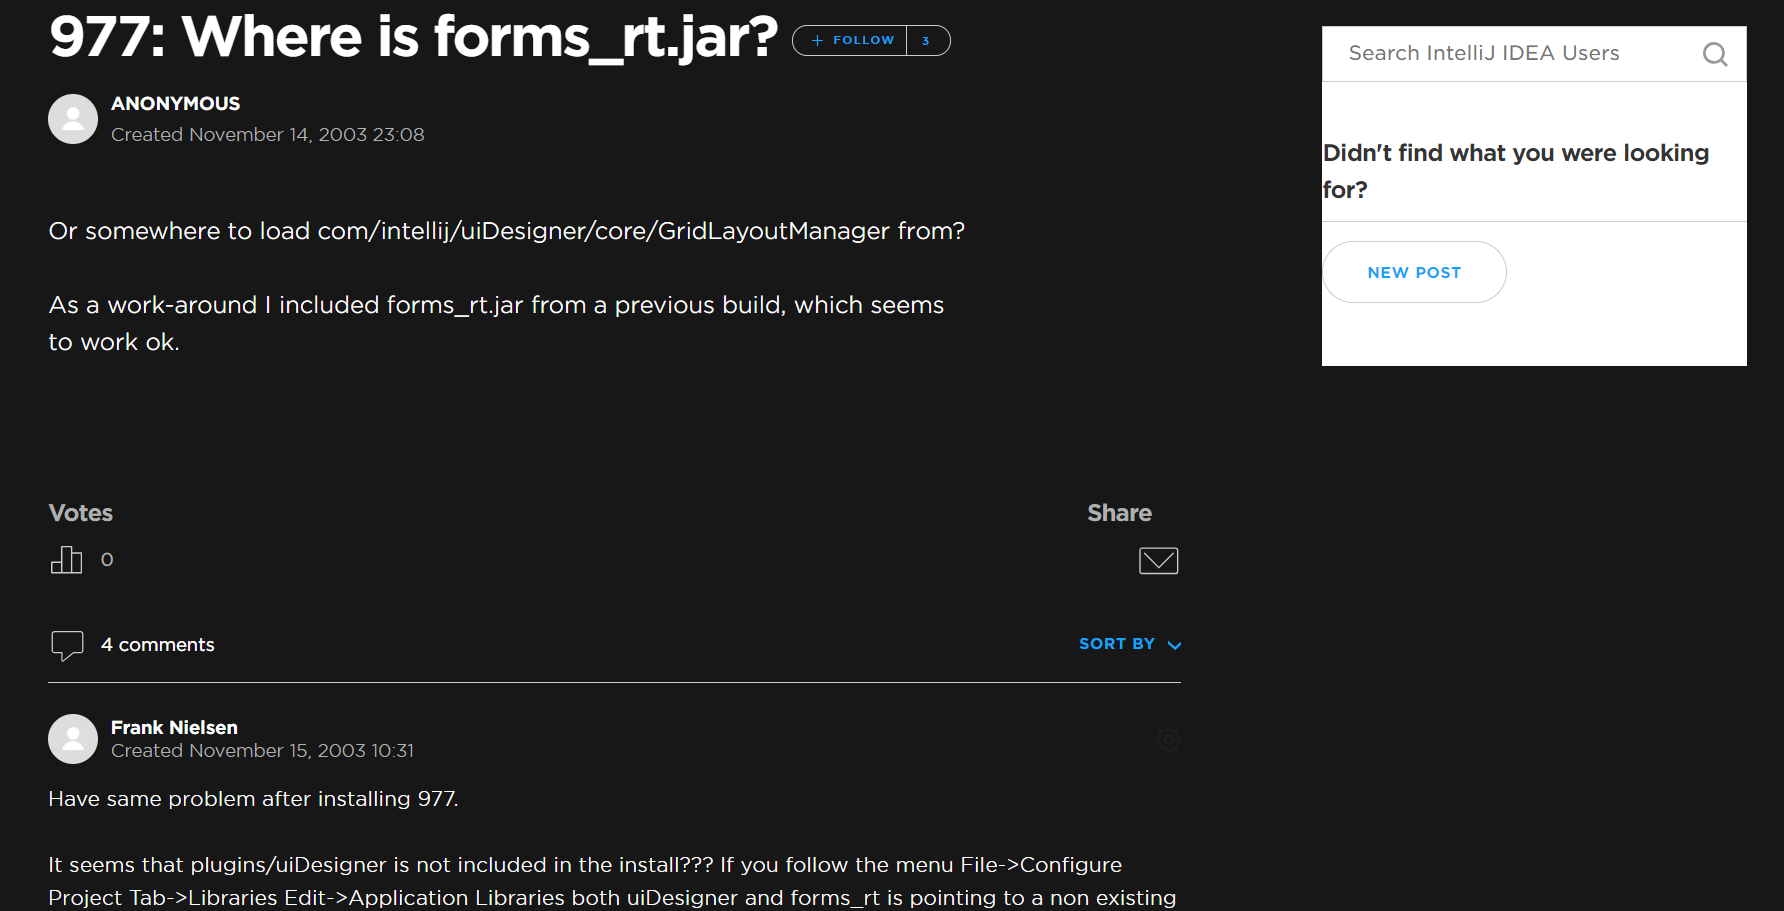 977: Where is forms_rt.jar?
+ FOLLOW 3
ANONYMOUS
Created November 14, 2003 23:08
Or somewhere to load com/intellij/uiDesigner/core/GridLayoutManager from?
As a work-around I included forms_rt.jar from a previous build, which seems
to work ok.
Votes
0
Share
4 comments
SORT BY
Frank Nielsen
Created November 15, 2003 10:31
Have same problem after installing 977.
It seems that plugins/uiDesigner is not included in the install??? If you follow the menu File->Configure
Project Tab->Libraries Edit->Application Libraries both uiDesigner and forms_rt is pointing to a non existing
Search IntelliJ IDEA Users
Didn't find what you were looking
for?
NEW POST